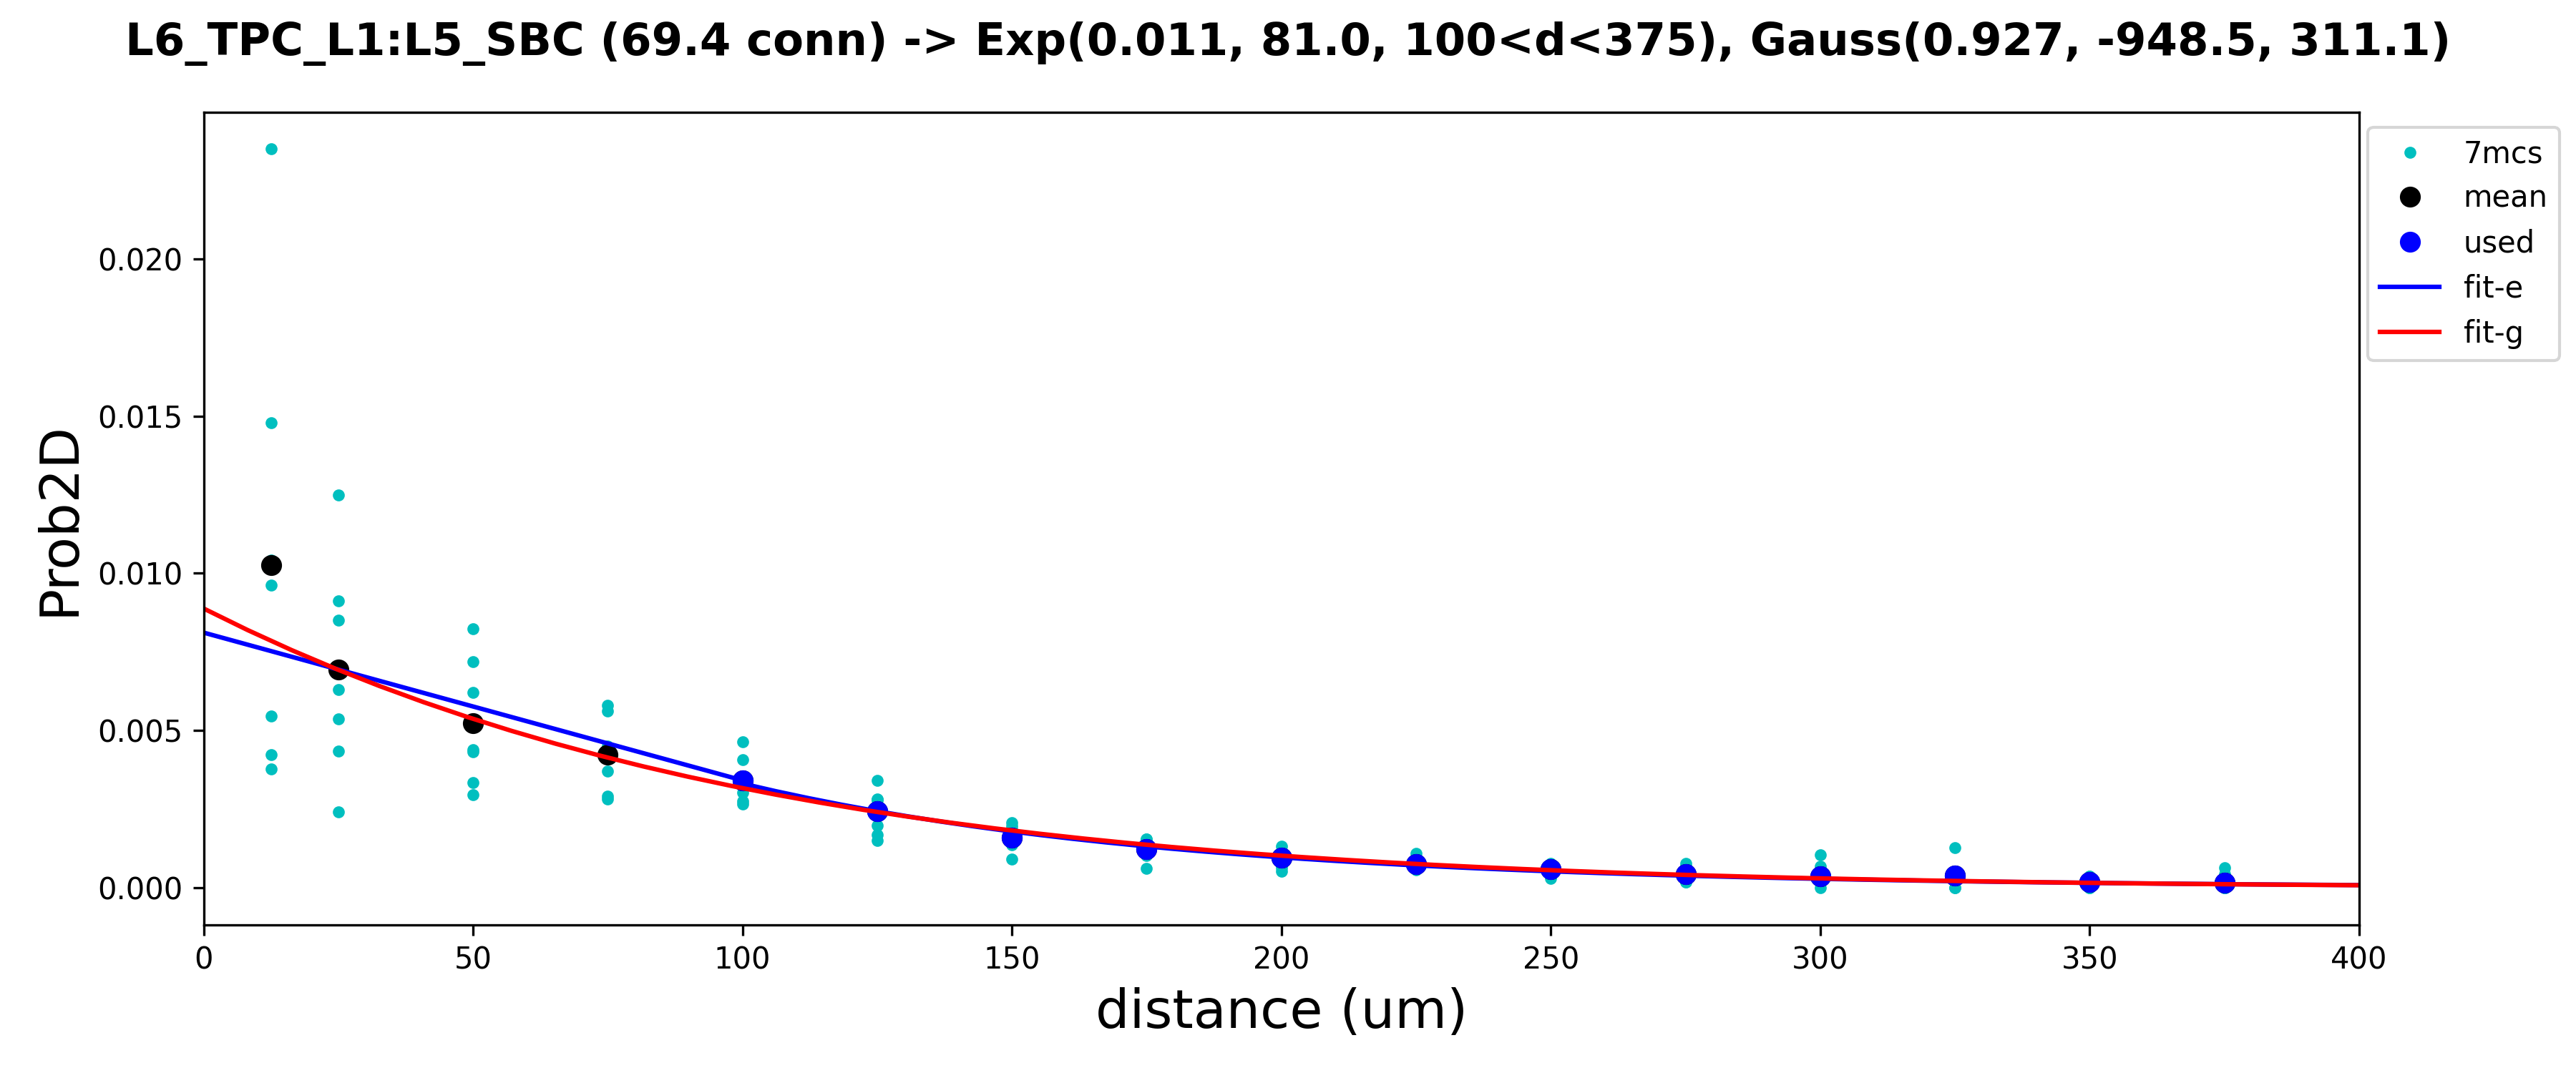 L6_TPC_L1:L5_SBC (69.4 conn) -> Exp(0.011, 81.0, 100<d<375), Gauss(0.927, -948.5, 311.1)
7mcs
mean
used
fit-e
fit-g
Prob2D
0.020
0.015
0.010
0.005
0.000
0 50 100 150 200 250 300 350 400
distance (um)